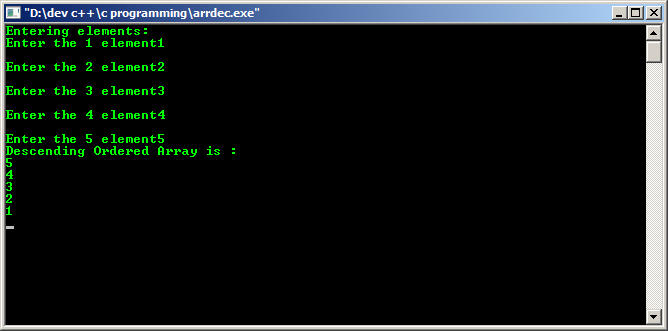 "D:\dev c++\c programming\arrdec.exe"
Entering elements:
Enter the 1 element1
Enter the 2 element2
Enter the 3 element3
Enter the 4 element4
Enter the 5 element5
Descending Ordered Array is :
5
4
3
2
1